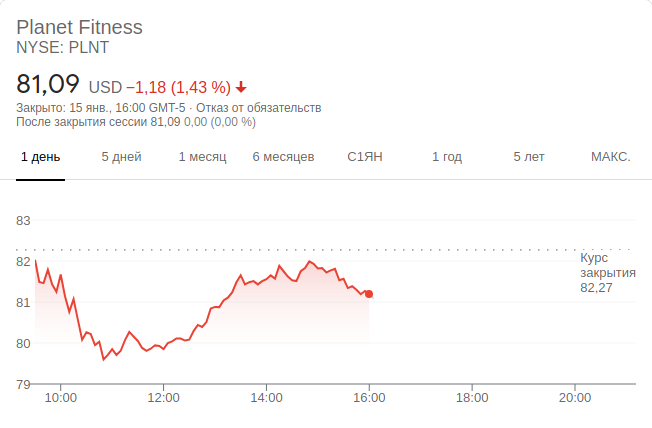 Planet Fitness
NYSE: PLNT
81,09 USD −1,18 (1,43 %)
Закрыто: 15 янв., 16:00 GMT-5 · Отказ от обязательств
После закрытия сессии 81,09 0,00 (0,00 %)
1 день 5 дней 1 месяц 6 месяцев С1ЯН 1 год 5 лет МАКС.
83
82
81
80
79
Курс
закрытия
82,27
10:00 12:00 14:00 16:00 18:00 20:00